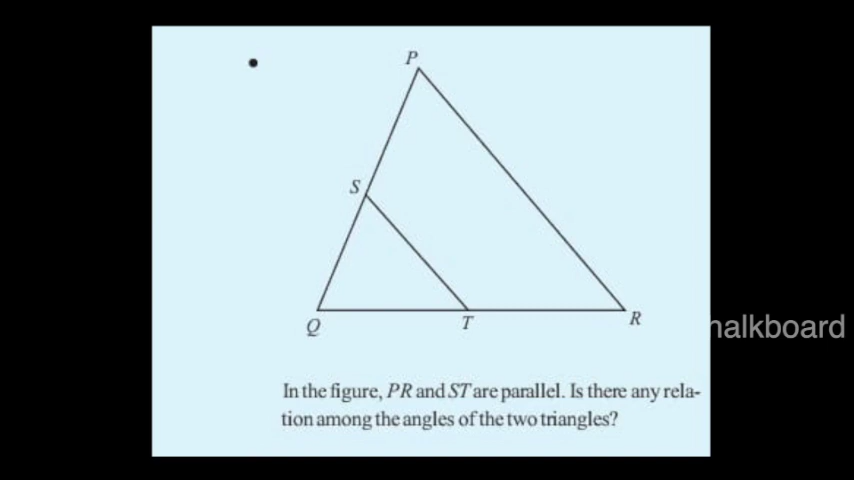 P
S
Q
T
R
halkboard
In the figure, PR and ST are parallel. Is there any rela-
tion among the angles of the two triangles?